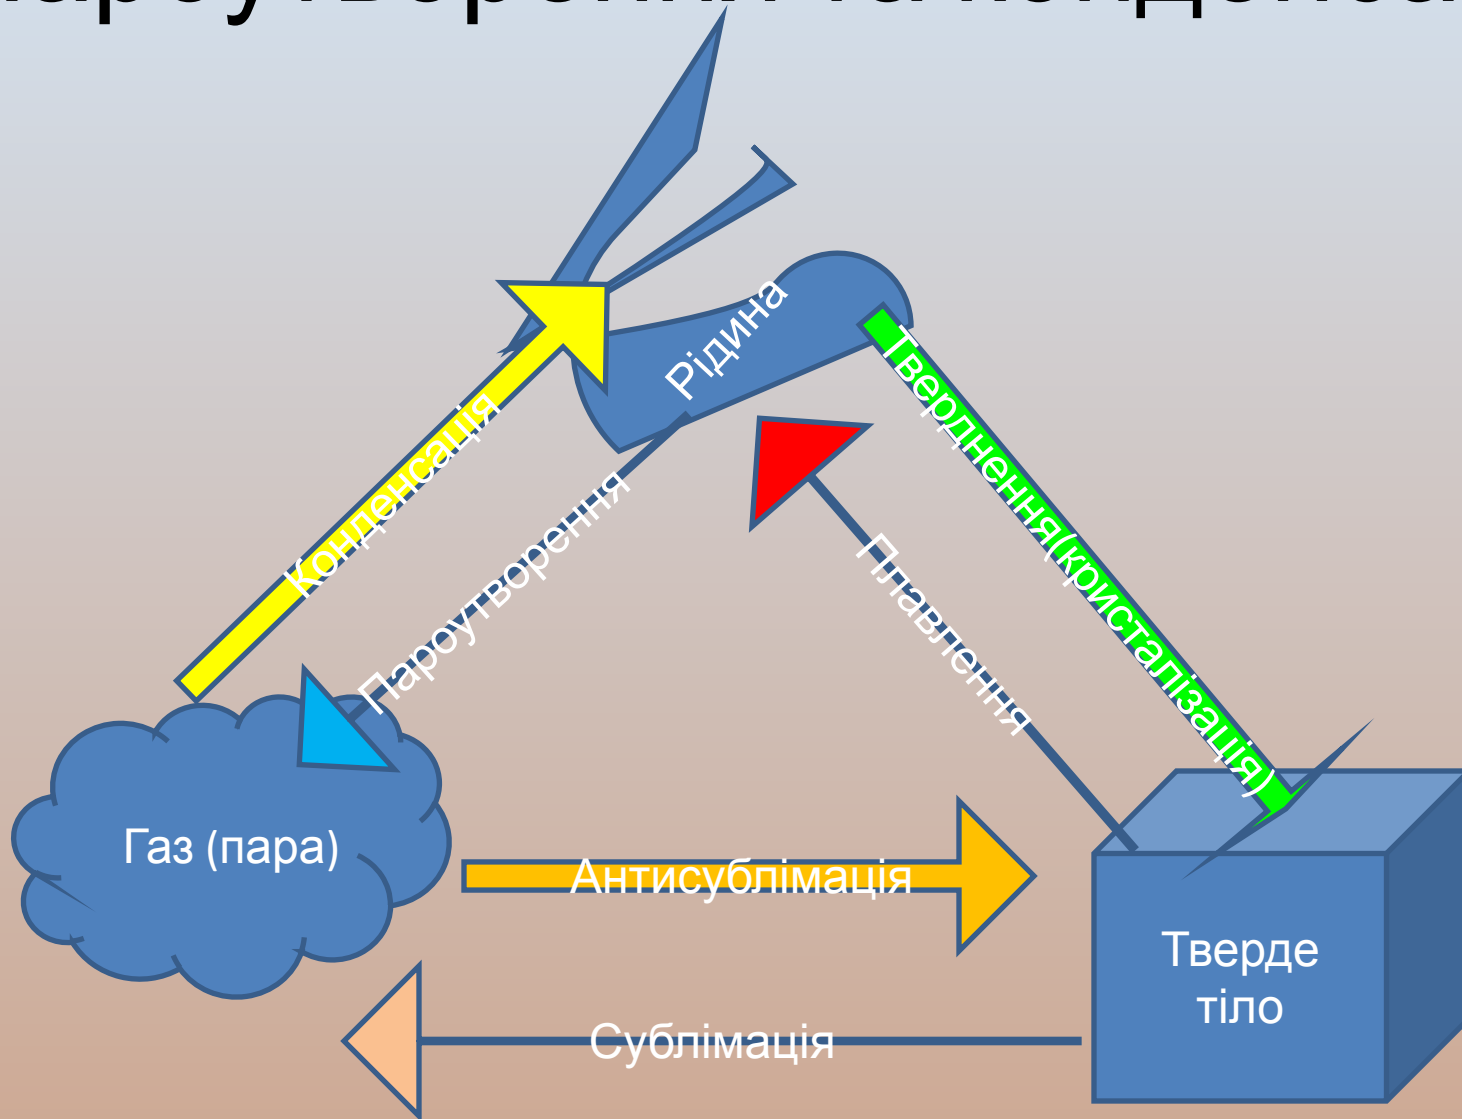 Рідина
Конденсація
Тверднення(кристалізація)
Пароутворення
Плавлення
Газ (пара)
Антисублімація
Тверде
тіло
Сублімація